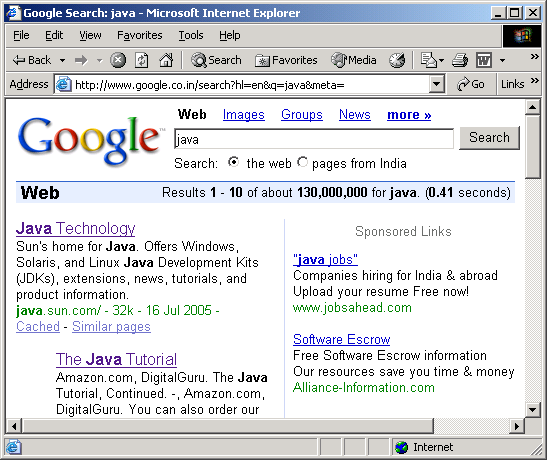 Google Search: java - Microsoft Internet Explorer
File Edit View Favorites Tools Help
Back Search Favorites Media
Address http://www.google.co.in/search?hl=en&q=java&meta= Go Links »
Web Images Groups News more »
Google™
java Search
Search: the web pages from India
Web Results 1 - 10 of about 130,000,000 for java. (0.41 seconds)
Java Technology
Sun's home for Java. Offers Windows,
Solaris, and Linux Java Development Kits
(JDKs), extensions, news, tutorials, and
product information.
java.sun.com/ - 32k - 16 Jul 2005 -
Cached - Similar pages
The Java Tutorial
Amazon.com, DigitalGuru. The Java
Tutorial, Continued. -, Amazon.com,
DigitalGuru. You can also order our
Sponsored Links
"java jobs"
Companies hiring for India & abroad
Upload your resume Free now!
www.jobsahead.com
Software Escrow
Free Software Escrow information
Our resources save you time & money
Alliance-Information.com
Internet